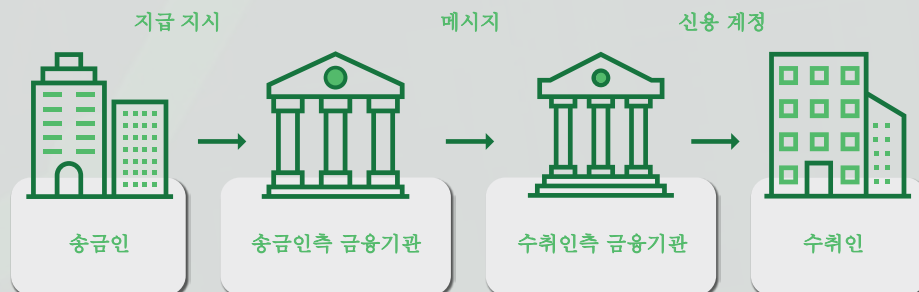 지급 지시
메시지
신용 계정
송금인
송금인측 금융기관
수취인측 금융기관
수취인